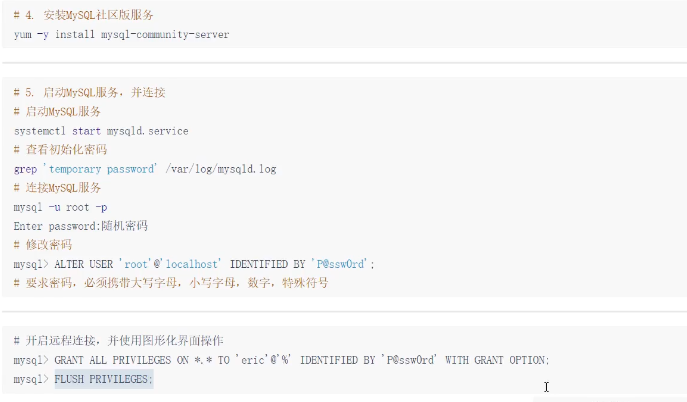 # 4. 安装MySQL社区版服务
yum -y install mysql-community-server
# 5. 启动MySQL服务，并连接
# 启动MySQL服务
systemctl start mysqld.service
# 查看初始化密码
grep 'temporary password' /var/log/mysqld.log
# 连接MySQL服务
mysql -u root -p
Enter password:随机密码
# 修改密码
mysql> ALTER USER 'root'@'localhost' IDENTIFIED BY 'P@ssw0rd';
# 要求密码，必须携带大写字母，小写字母，数字，特殊符号
# 开启远程连接，并使用图形化界面操作
mysql> GRANT ALL PRIVILEGES ON *.* TO 'eric'@'%' IDENTIFIED BY 'P@ssw0rd' WITH GRANT OPTION;
mysql> FLUSH PRIVILEGES;